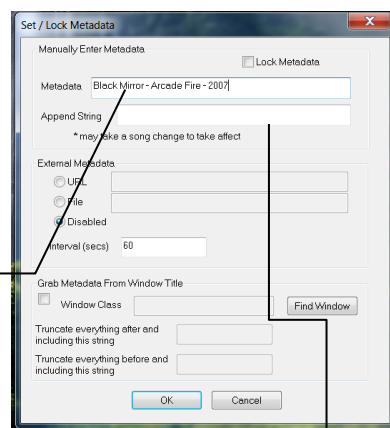 Set / Lock Metadata
Manually Enter Metadata
Lock Metadata
Metadata Black Mirror - Arcade Fire - 2007
Append String
* may take a song change to take affect
External Metadata
URL
File
Disabled
Interval (secs) 60
Grab Metadata From Window Title
Window Class Find Window
Truncate everything after and
including this string
Truncate everything before and
including this string
OK Cancel